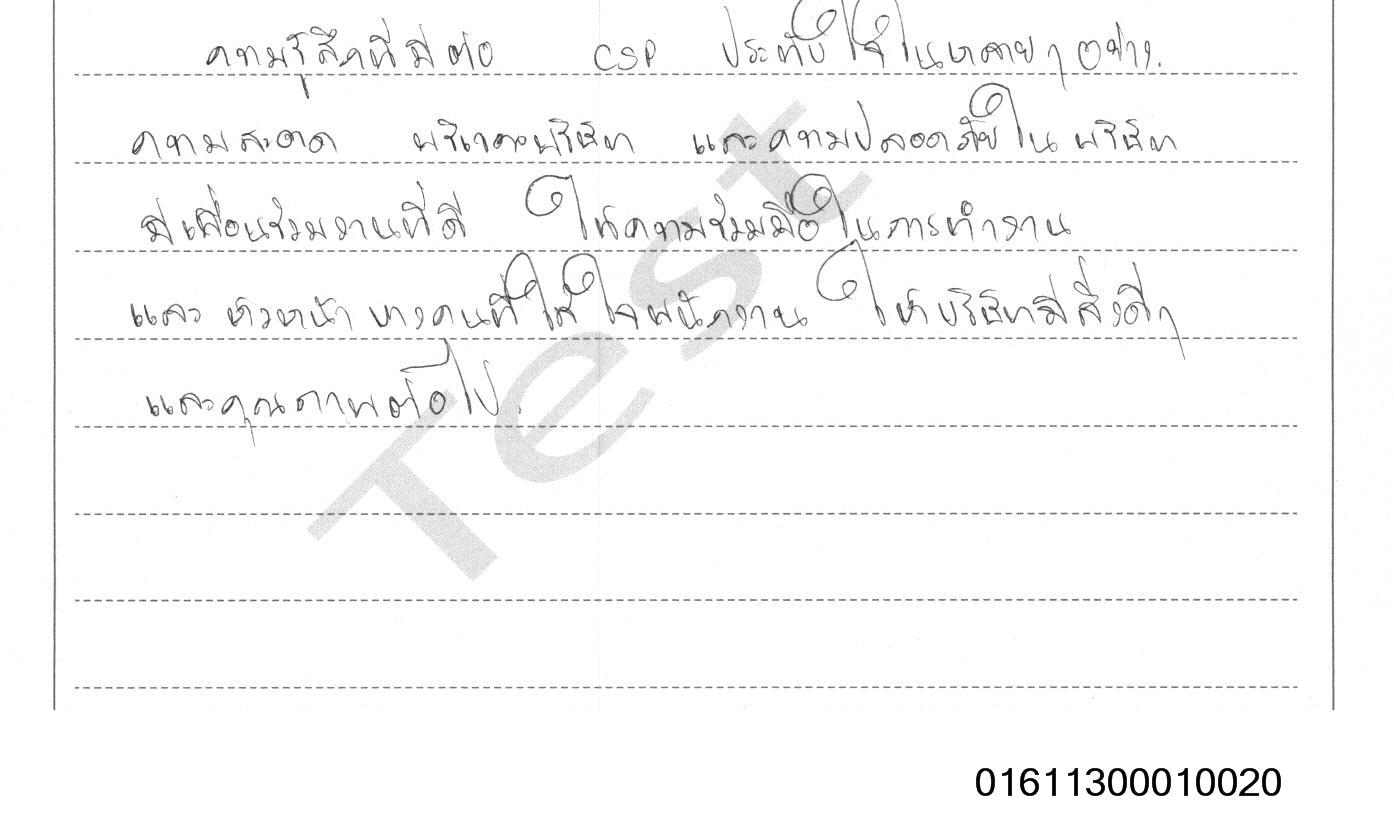 ความรู้สึกที่มีต่อ CSP ประทับใจในหลายๆอย่าง.
ความสะอาด บริเวณบริษัท และความปลอดภัยในบริษัท
มีเพื่อนร่วมงานที่ดี ให้ความร่วมมือในการทำงาน
และ หัวหน้า บางคนที่ใส่ใจพนักงาน ให้บริษัทมีสิ่งดีๆ
และคุณภาพต่อไป.
Test
01611300010020